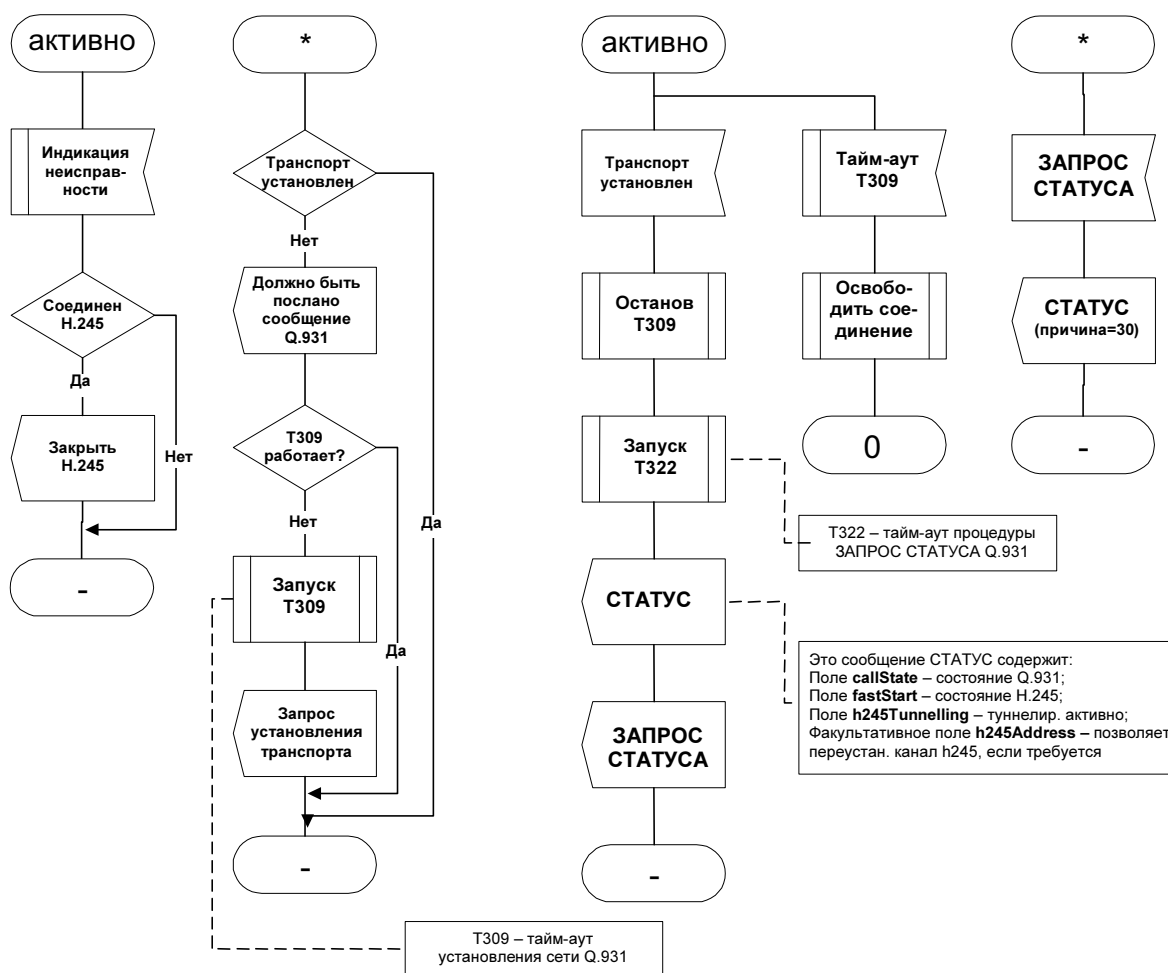 активно
Индикация
неисправ-
ности
Соединен
H.245
Да
Нет
Закрыть
H.245
-
*
Транспорт
установлен
Нет
Должно быть
послано
сообщение
Q.931
T309
работает?
Нет
Да
Да
Запуск
T309
Запрос
установления
транспорта
-
T309 – тайм-аут
установления сети Q.931
активно
Транспорт
установлен
Останов
T309
Запуск
T322
СТАТУС
ЗАПРОС
СТАТУСА
-
Тайм-аут
T309
Освобо-
дить сое-
динение
0
T322 – тайм-аут процедуры
ЗАПРОС СТАТУСА Q.931
Это сообщение СТАТУС содержит:
Поле callState – состояние Q.931;
Поле fastStart – состояние H.245;
Поле h245Tunnelling – туннелир. активно;
Факультативное поле h245Address – позволяет
переустан. канал h245, если требуется
*
ЗАПРОС
СТАТУСА
СТАТУС
(причина=30)
-